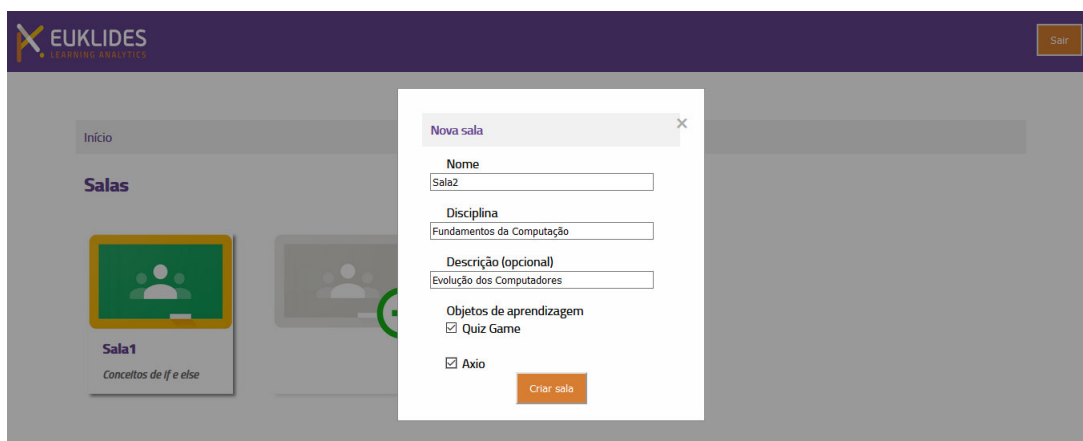 EUKLIDES
LEARNING ANALYTICS
Sair
Início
Salas
Sala1
Conceitos de if e else
Nova sala
×
Nome
Sala2
Disciplina
Fundamentos da Computação
Descrição (opcional)
Evolução dos Computadores
Objetos de aprendizagem
Quiz Game
Axio
Criar sala